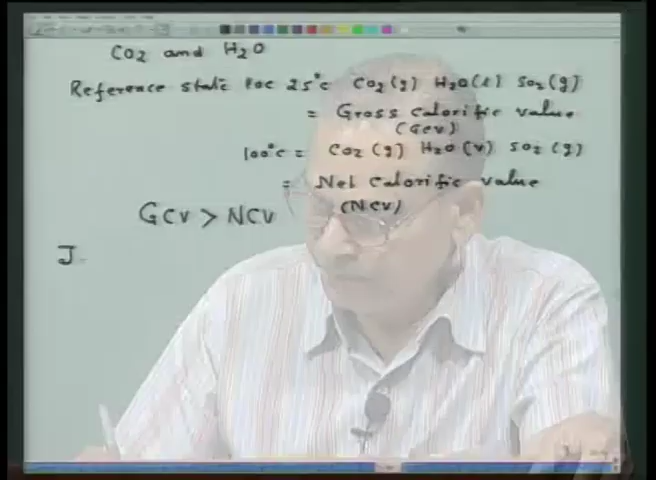 CO2 and H2O
Reference state POC 25°C CO2(g) H2O(l) SO2(g)
= Gross Calorific value
(GCV)
100°C = CO2(g) H2O(v) SO2(g)
= Net Calorific value
(NCV)
GCV > NCV
J